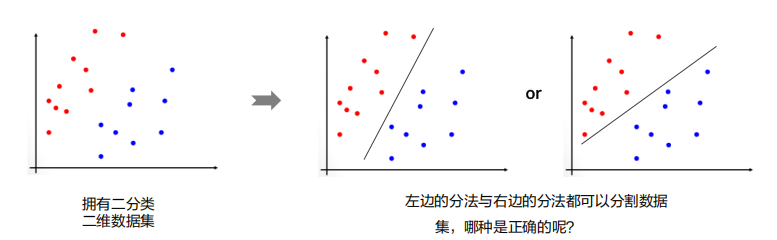 or
拥有二分类
二维数据集
左边的分法与右边的分法都可以分割数据
集，哪种是正确的呢?